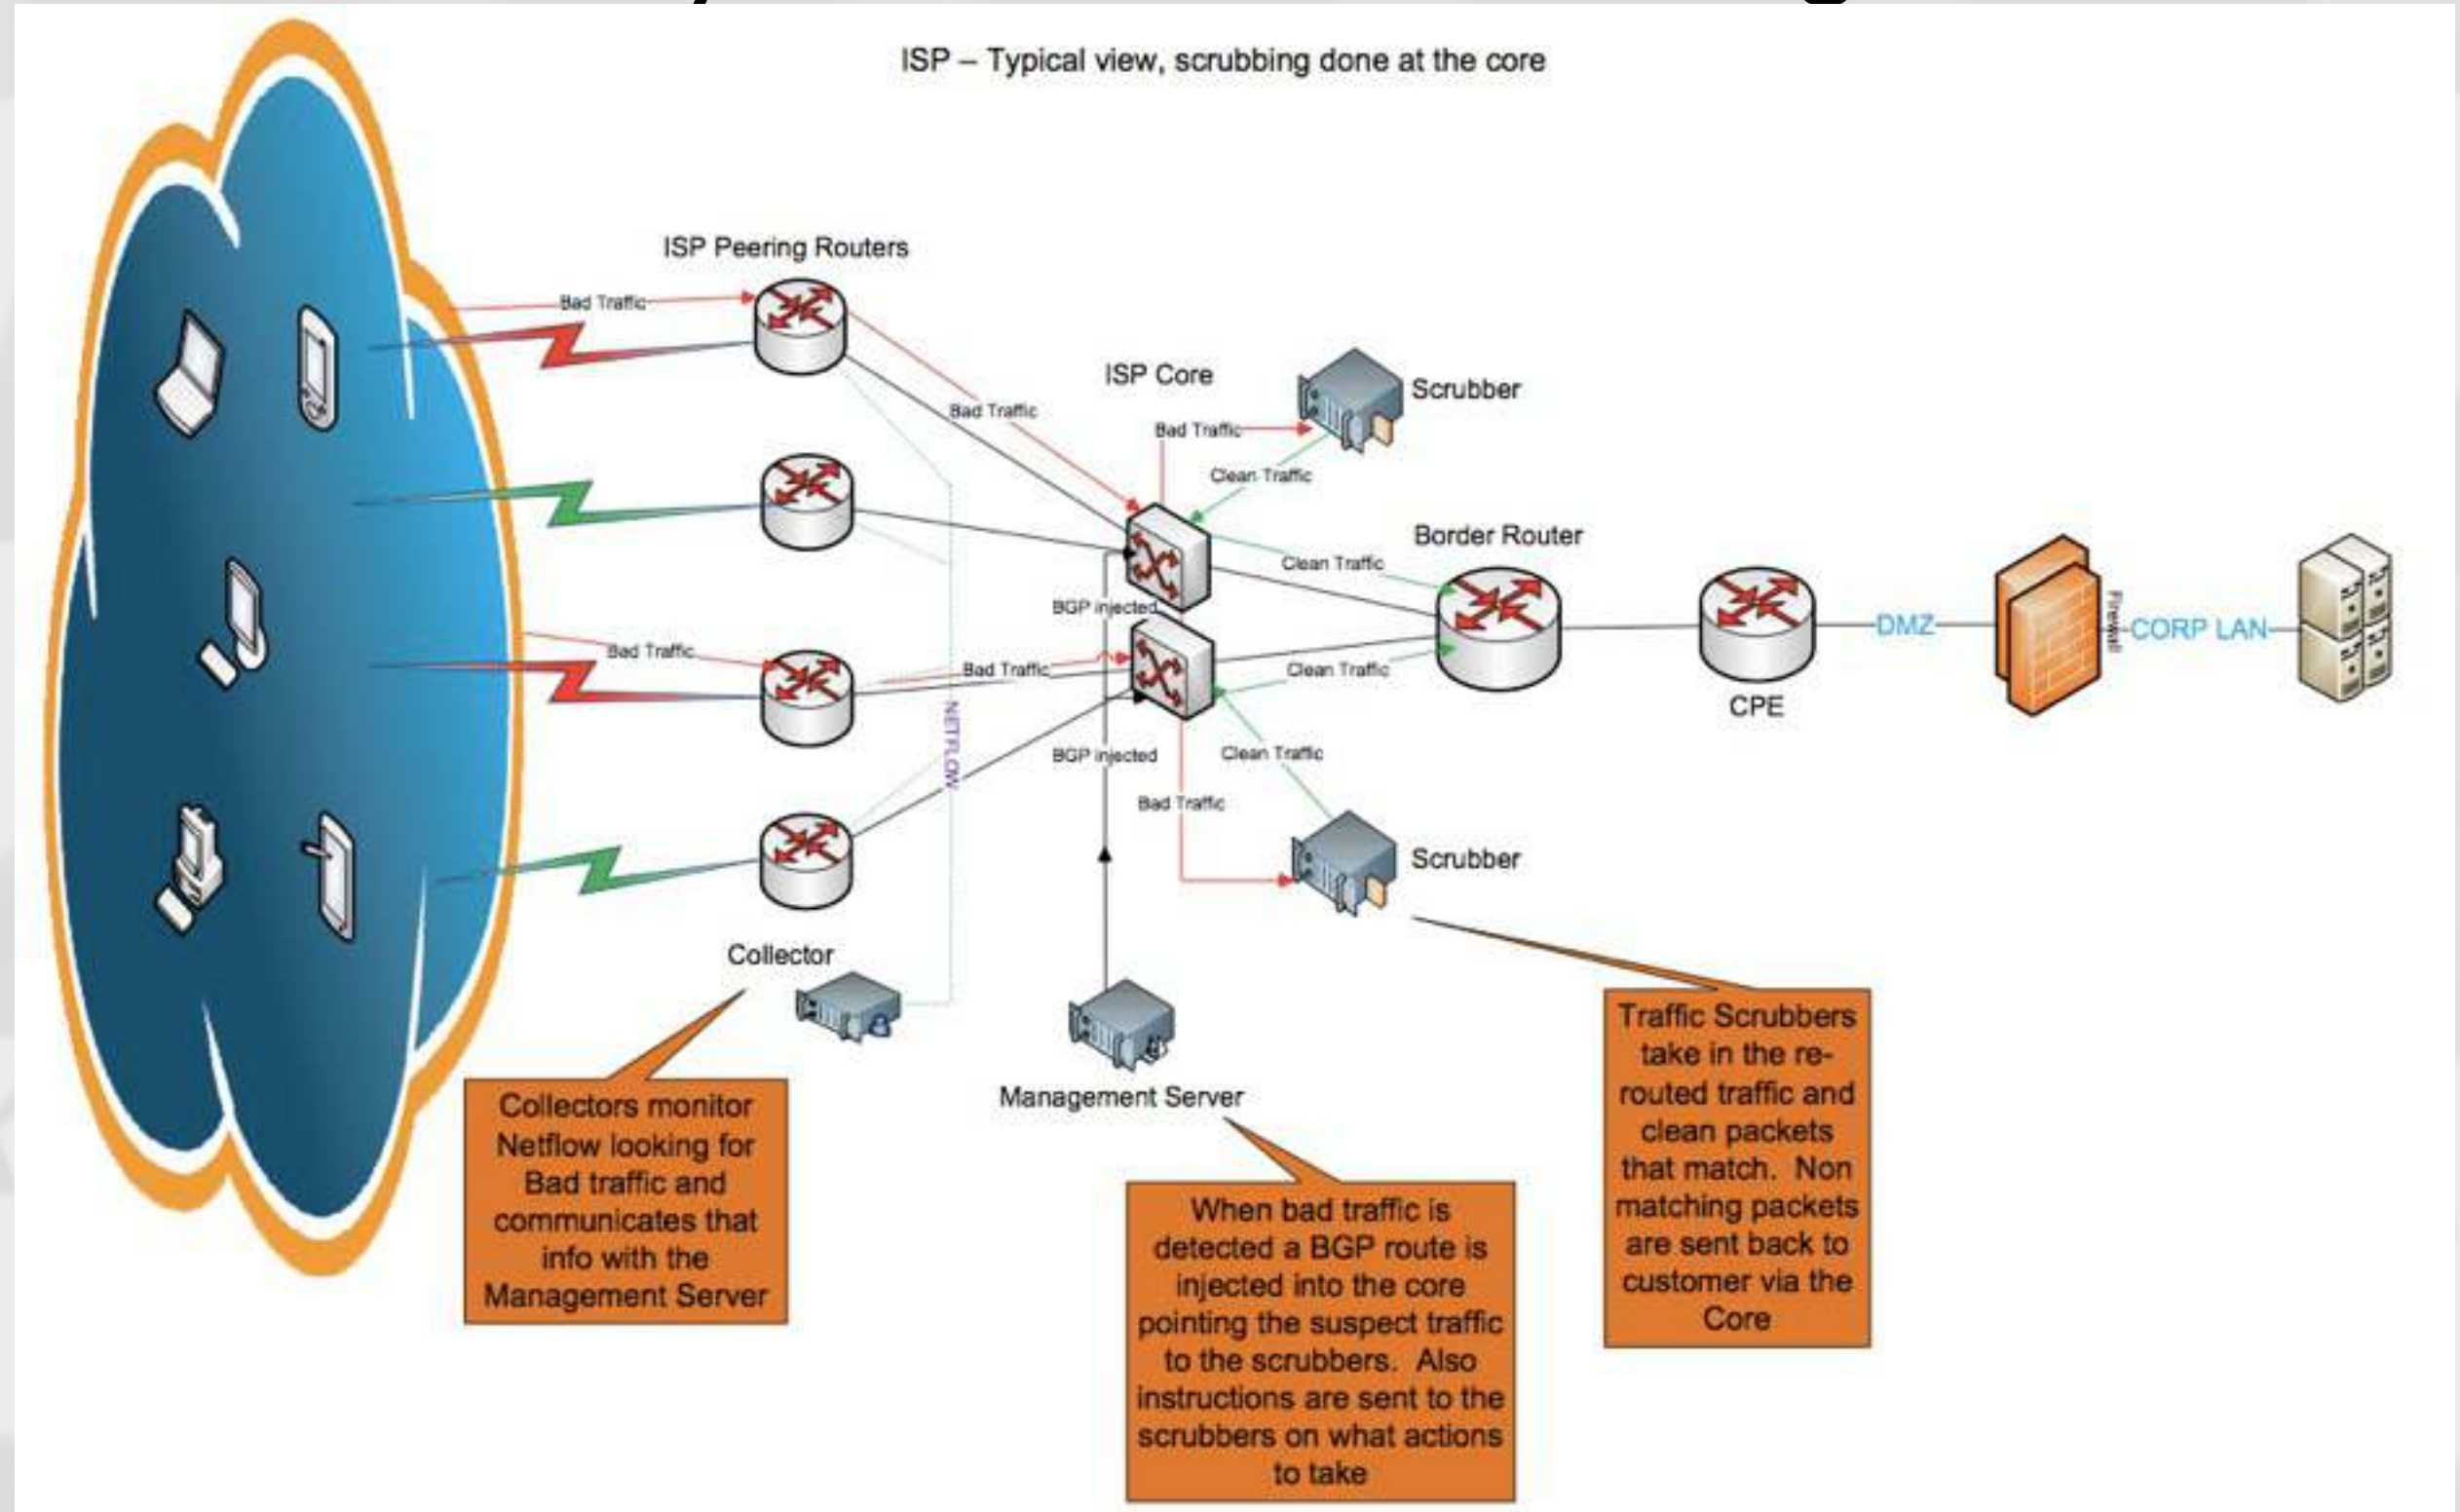 ISP – Typical view, scrubbing done at the core
ISP Peering Routers
Bad Traffic
Bad Traffic
ISP Core
Scrubber
Bad Traffic
Clean Traffic
Border Router
Clean Traffic
BGP injected
DMZ
Firewall
CORP LAN
Bad Traffic
Bad Traffic
Clean Traffic
CPE
NETFLOW
BGP injected
Clean Traffic
Bad Traffic
Scrubber
Collector
Management Server
Collectors monitor
Netflow looking for
Bad traffic and
communicates that
info with the
Management Server
When bad traffic is
detected a BGP route is
injected into the core
pointing the suspect traffic
to the scrubbers. Also
instructions are sent to the
scrubbers on what actions
to take
Traffic Scrubbers
take in the re-
routed traffic and
clean packets
that match. Non
matching packets
are sent back to
customer via the
Core